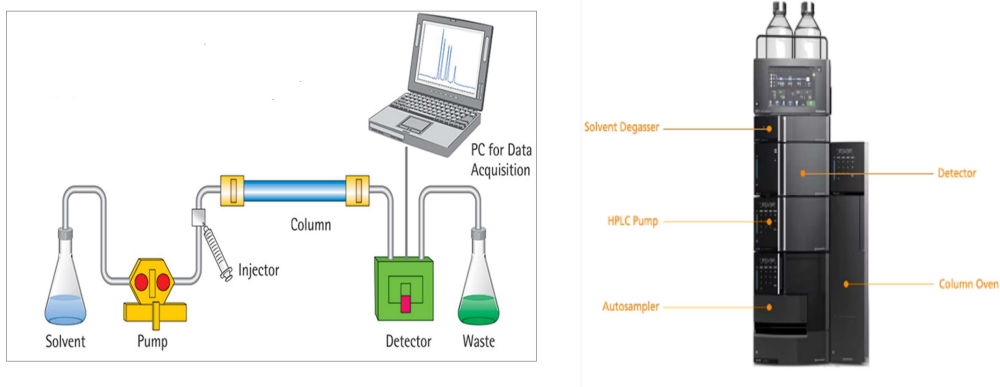 PC for Data
Acquisition
Column
Injector
Solvent
Pump
Detector
Waste
Solvent Degasser
Detector
HPLC Pump
Column Oven
Autosampler